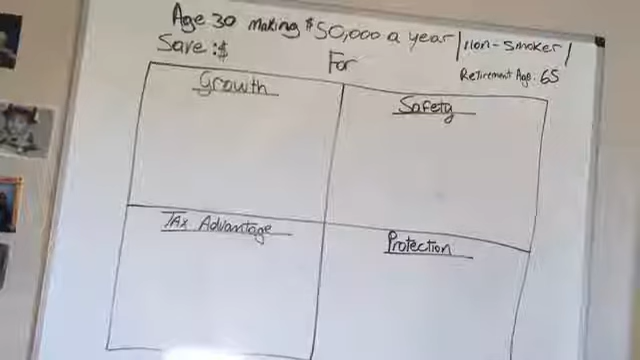 Age 30 making $50,000 a year / non-smoker /
Save: $
For
Retirement Age: 65
Growth
Safety
Tax Advantage
Protection